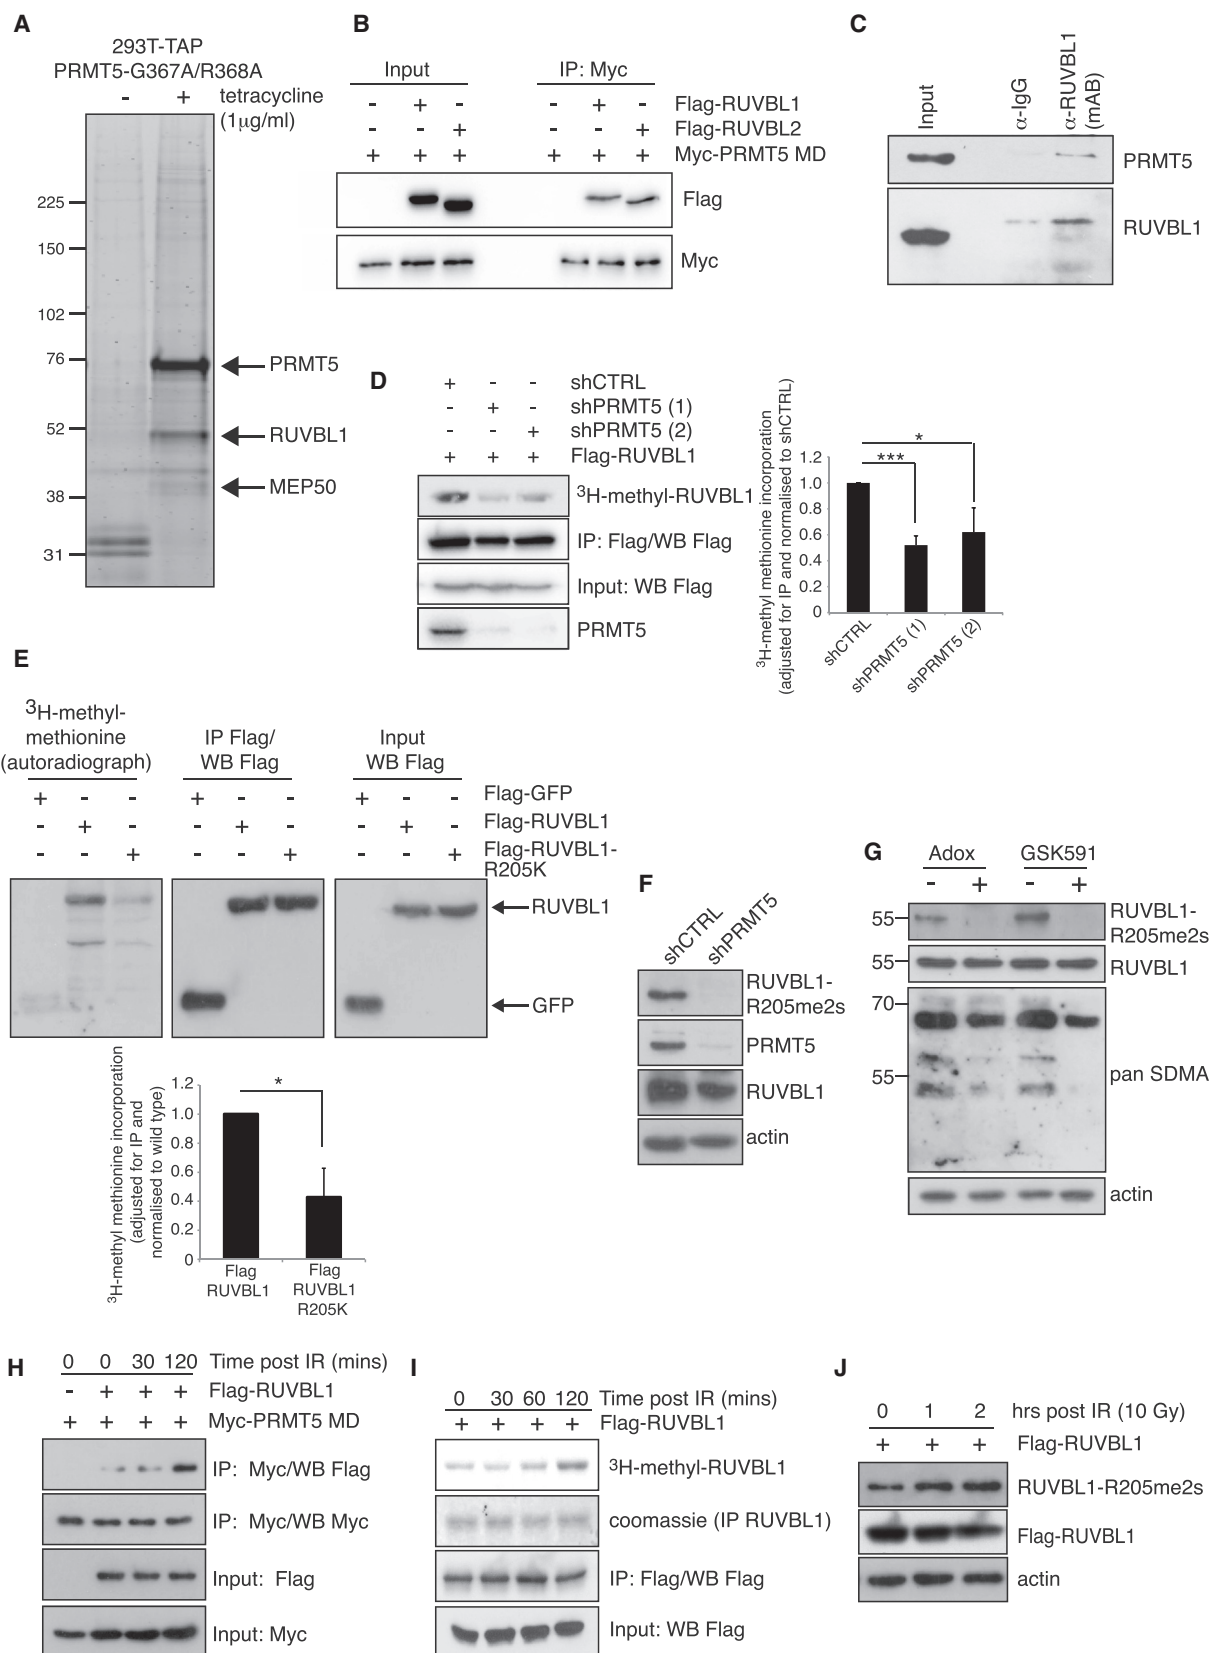 A
293T-TAP
PRMT5-G367A/R368A
- + tetracycline
(1µg/ml)
225
150
102
76
52
38
31
PRMT5
RUVBL1
MEP50
B
Input IP: Myc
- + - - + - Flag-RUVBL1
- - + - - + Flag-RUVBL2
+ + + + + + Myc-PRMT5 MD
Flag
Myc
C
Input
α-IgG
α-RUVBL1
(mAB)
PRMT5
RUVBL1
D
+ - - shCTRL
- + - shPRMT5 (1)
- - + shPRMT5 (2)
+ + + Flag-RUVBL1
³H-methyl-RUVBL1
IP: Flag/WB Flag
Input: WB Flag
PRMT5
³H-methyl methionine incorporation
(adjusted for IP and normalised to shCTRL)
1.2
1.0
0.8
0.6
0.4
0.2
0
*
***
shCTRL
shPRMT5 (1)
shPRMT5 (2)
E
³H-methyl-
methionine
(autoradiograph)
IP Flag/
WB Flag
Input
WB Flag
+ - - + - - + - - Flag-GFP
- + - - + - - + - Flag-RUVBL1
- - + - - + - - + Flag-RUVBL1-
R205K
RUVBL1
GFP
³H-methyl methionine incorporation
(adjusted for IP and
normalised to wild type)
1.2
1.0
0.8
0.6
0.4
0.2
0
*
Flag
RUVBL1
Flag
RUVBL1
R205K
F
shCTRL
shPRMT5
RUVBL1-
R205me2s
PRMT5
RUVBL1
actin
G
Adox GSK591
- + - +
55
RUVBL1-
R205me2s
55
RUVBL1
70
55
pan SDMA
actin
H
0 0 30 120 Time post IR (mins)
- + + + Flag-RUVBL1
+ + + + Myc-PRMT5 MD
IP: Myc/WB Flag
IP: Myc/WB Myc
Input: Flag
Input: Myc
I
0 30 60 120 Time post IR (mins)
+ + + + Flag-RUVBL1
³H-methyl-RUVBL1
coomassie (IP RUVBL1)
IP: Flag/WB Flag
Input: WB Flag
J
0 1 2 hrs post IR (10 Gy)
+ + + Flag-RUVBL1
RUVBL1-R205me2s
Flag-RUVBL1
actin